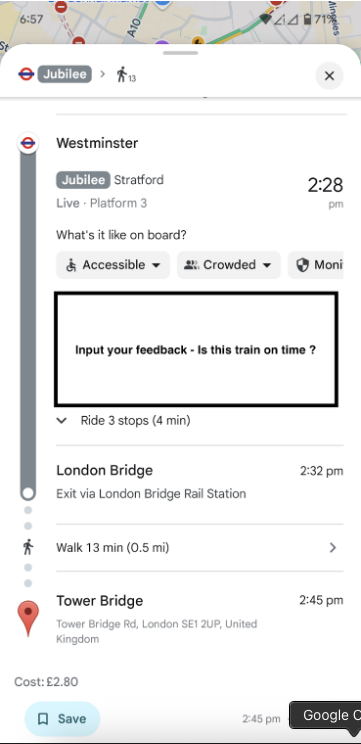 6:57
A10
71%
Jubilee > 13
Westminster
Jubilee Stratford
2:28
Live · Platform 3
pm
What's it like on board?
Accessible
Crowded
Moni
Input your feedback - Is this train on time ?
Ride 3 stops (4 min)
London Bridge
2:32 pm
Exit via London Bridge Rail Station
Walk 13 min (0.5 mi)
Tower Bridge
2:45 pm
Tower Bridge Rd, London SE1 2UP, United
Kingdom
Cost: £2.80
Save
2:45 pm
Google C